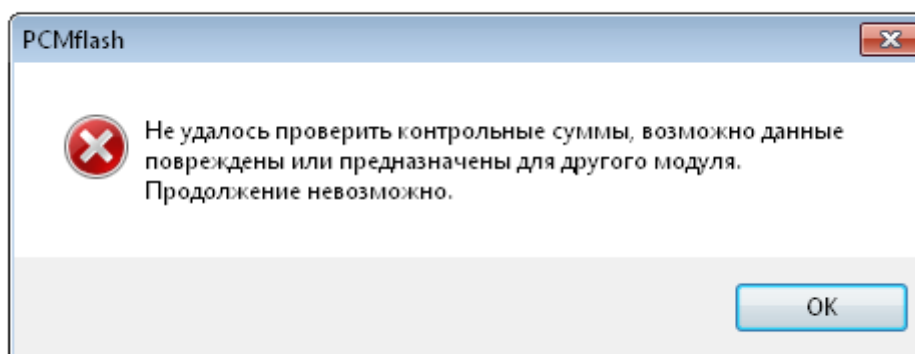 PCMflash
Не удалось проверить контрольные суммы, возможно данные
повреждены или предназначены для другого модуля.
Продолжение невозможно.
OK